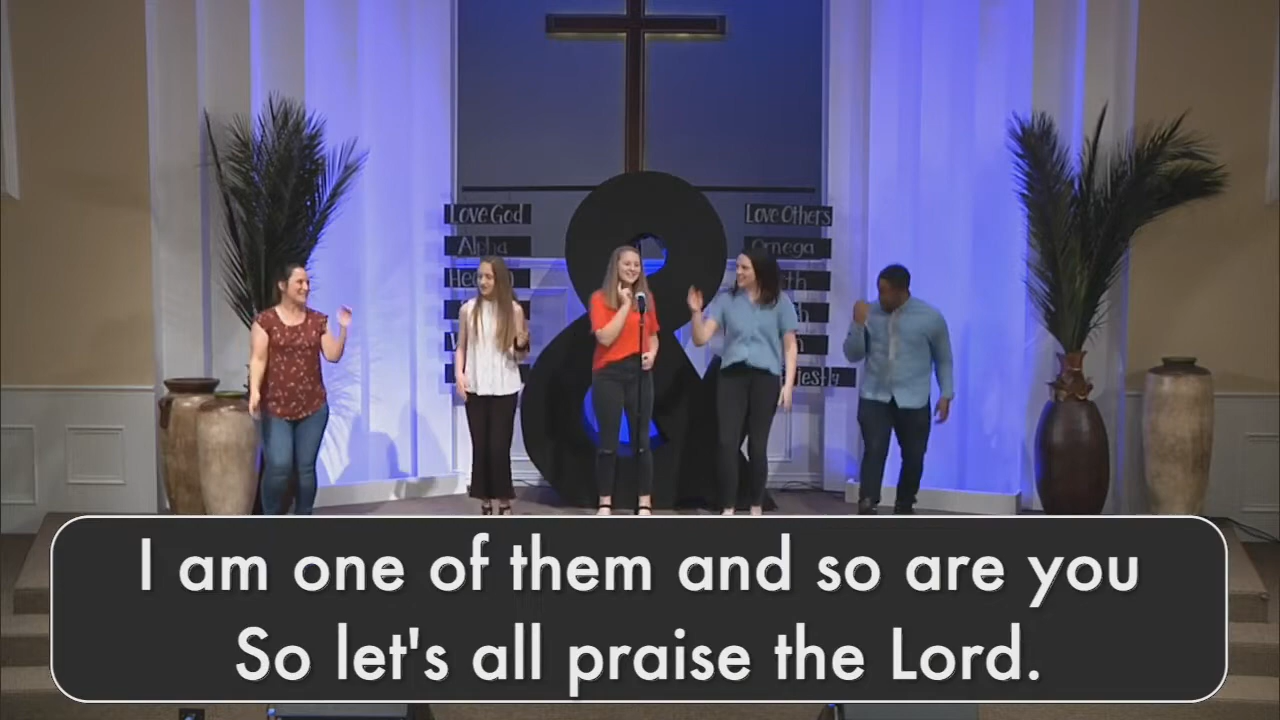 Love God
Love Others
Alpha
Omega
&
I am one of them and so are you
So let's all praise the Lord.